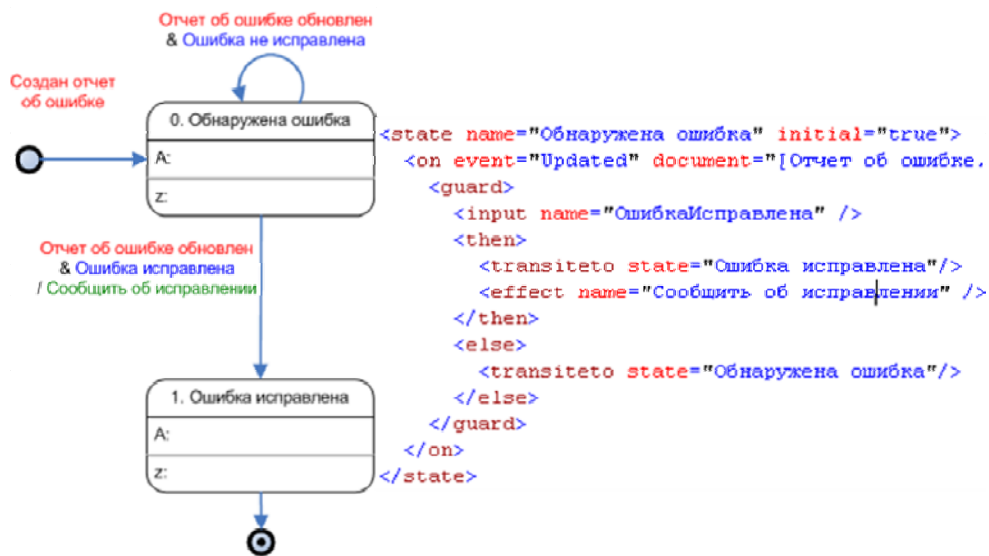 Отчет об ошибке обновлен
& Ошибка не исправлена
Создан отчет
об ошибке
0. Обнаружена ошибка
A:
z:
Отчет об ошибке обновлен
& Ошибка исправлена
/ Сообщить об исправлении
1. Ошибка исправлена
A:
z:
<state name="Обнаружена ошибка" initial="true">
<on event="Updated" document="[Отчет об ошибке.
<guard>
<input name="ОшибкаИсправлена" />
<then>
<transiteto state="Ошибка исправлена"/>
<effect name="Сообщить об исправлении" />
</then>
<else>
<transiteto state="Обнаружена ошибка"/>
</else>
</guard>
</on>
</state>